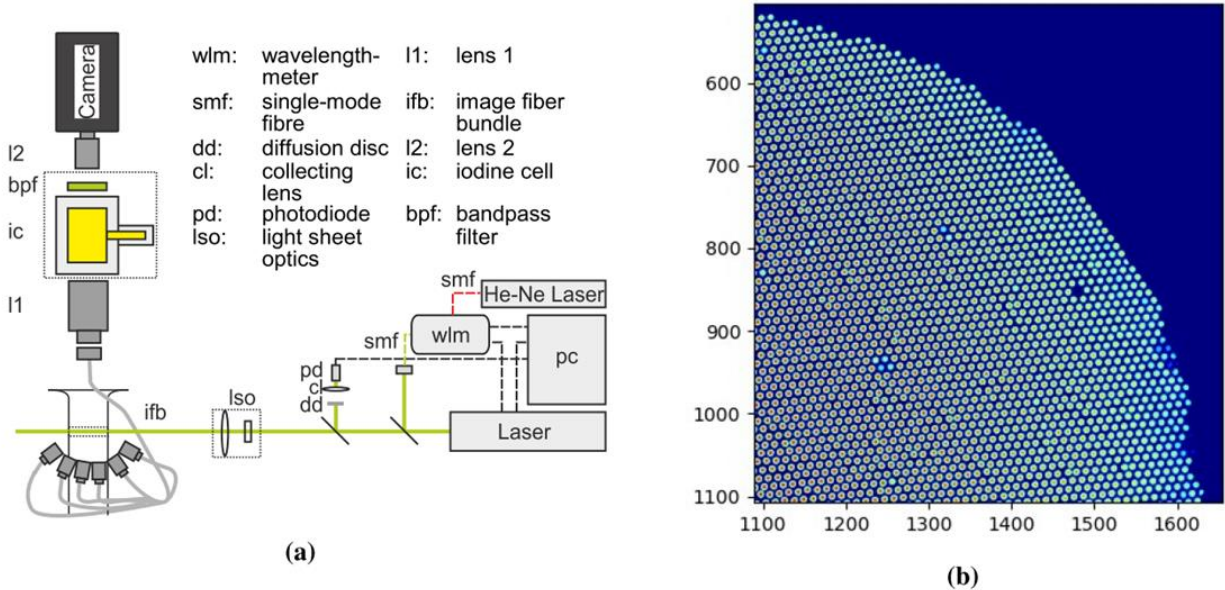 Camera
l2
bpf
ic
l1
wlm: wavelength-meter
l1: lens 1
smf: single-mode fibre
ifb: image fiber bundle
dd: diffusion disc
l2: lens 2
cl: collecting lens
ic: iodine cell
pd: photodiode
bpf: bandpass filter
lso: light sheet optics
smf
He-Ne Laser
wlm
smf
pc
pd
cl
dd
lso
ifb
Laser
(a)
600
700
800
900
1000
1100
1100 1200 1300 1400 1500 1600
(b)